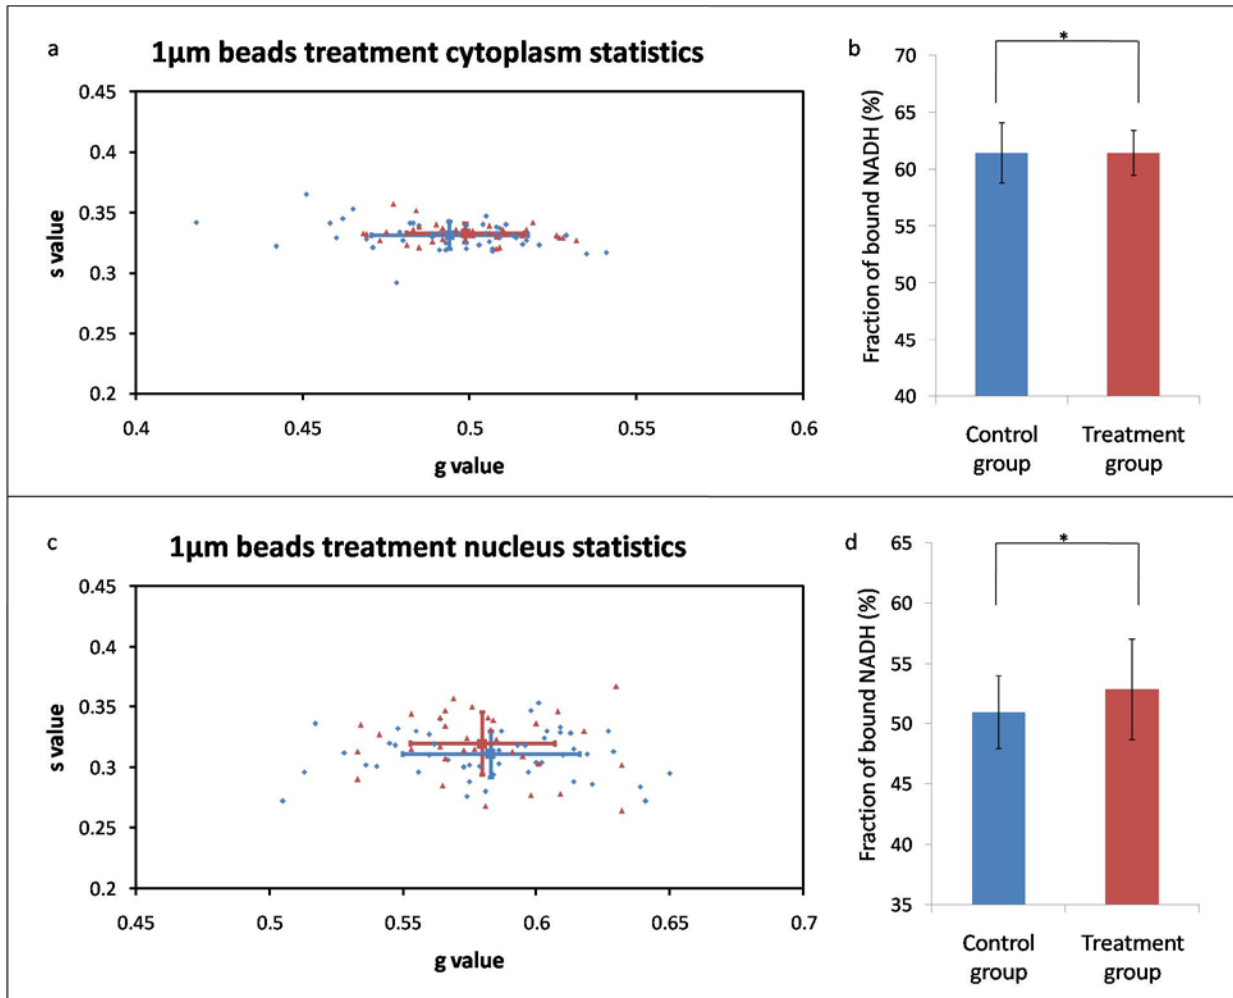 a
1µm beads treatment cytoplasm statistics
0.45
0.4
0.35
0.3
0.25
0.2
s value
0.4 0.45 0.5 0.55 0.6
g value
b
*
70
65
60
55
50
45
40
Fraction of bound NADH (%)
Control group
Treatment group
c
1µm beads treatment nucleus statistics
0.45
0.4
0.35
0.3
0.25
0.2
s value
0.45 0.5 0.55 0.6 0.65 0.7
g value
d
*
65
60
55
50
45
40
35
Fraction of bound NADH (%)
Control group
Treatment group